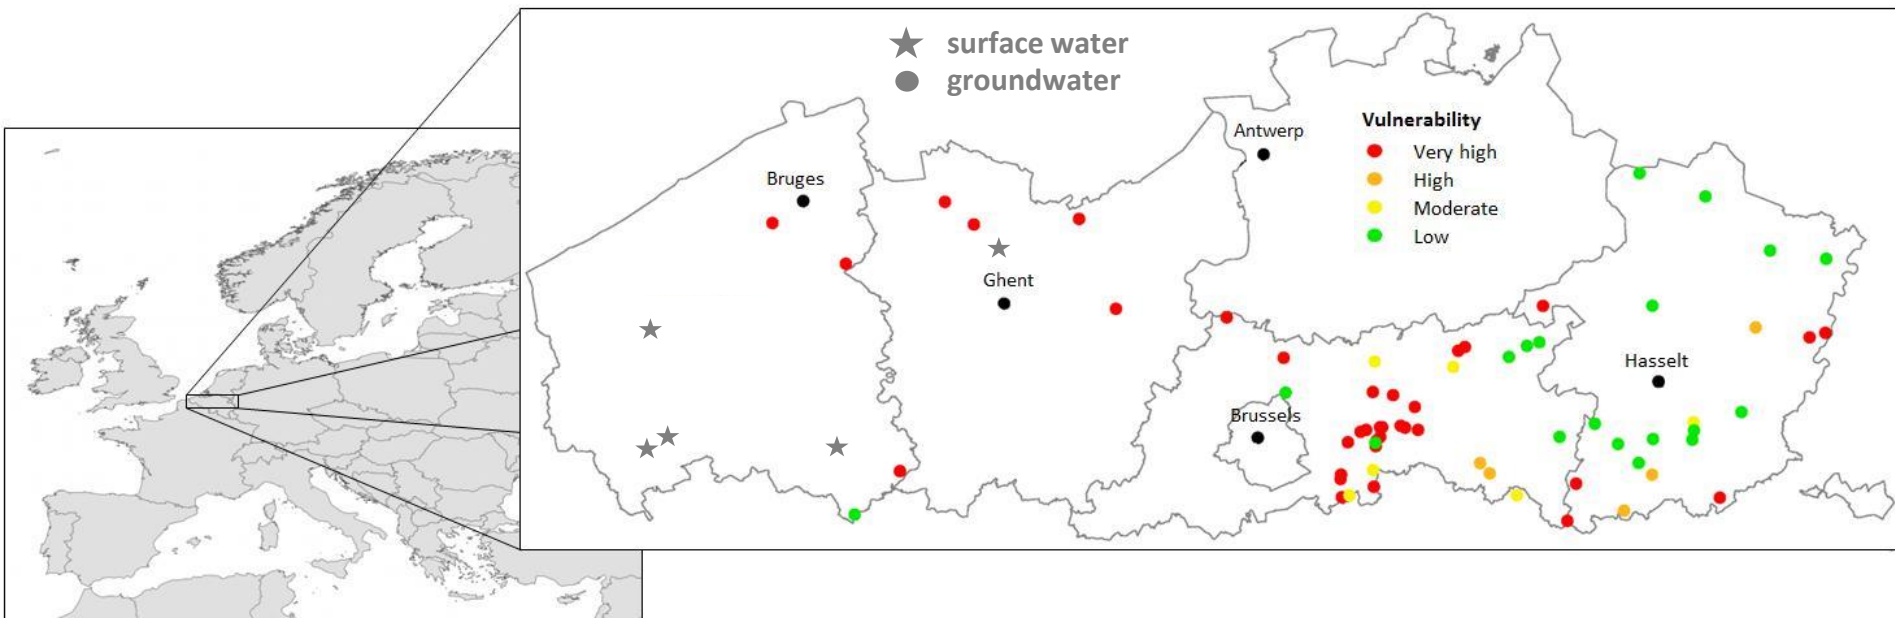 surface water
groundwater
Vulnerability
Very high
High
Moderate
Low
Antwerp
Bruges
Ghent
Hasselt
Brussels